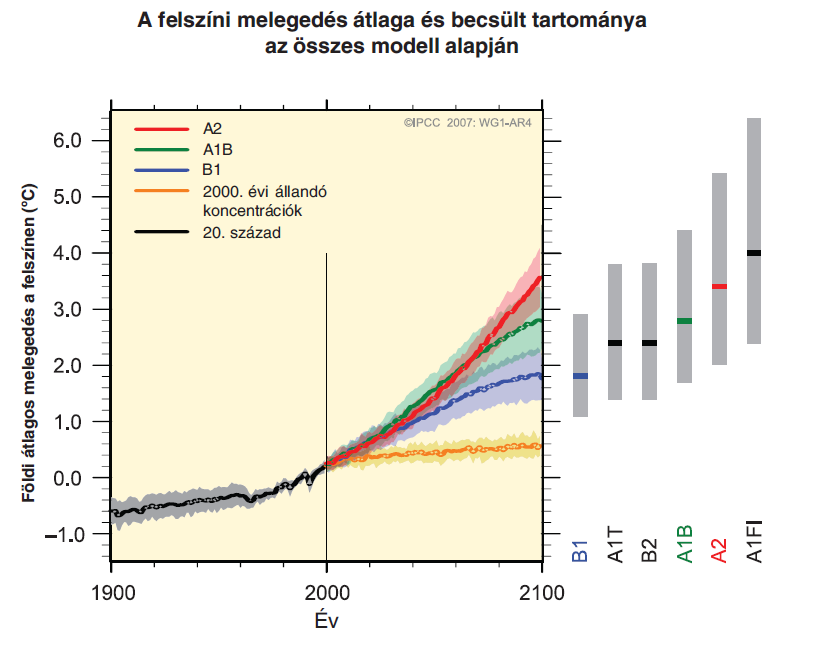 A felszíni melegedés átlaga és becsült tartománya
az összes modell alapján
©IPCC 2007: WG1-AR4
A2
A1B
B1
2000. évi állandó
koncentrációk
20. század
Földi átlagos melegedés a felszínen (°C)
6.0
5.0
4.0
3.0
2.0
1.0
0.0
–1.0
1900
2000
2100
Év
B1
A1T
B2
A1B
A2
A1FI